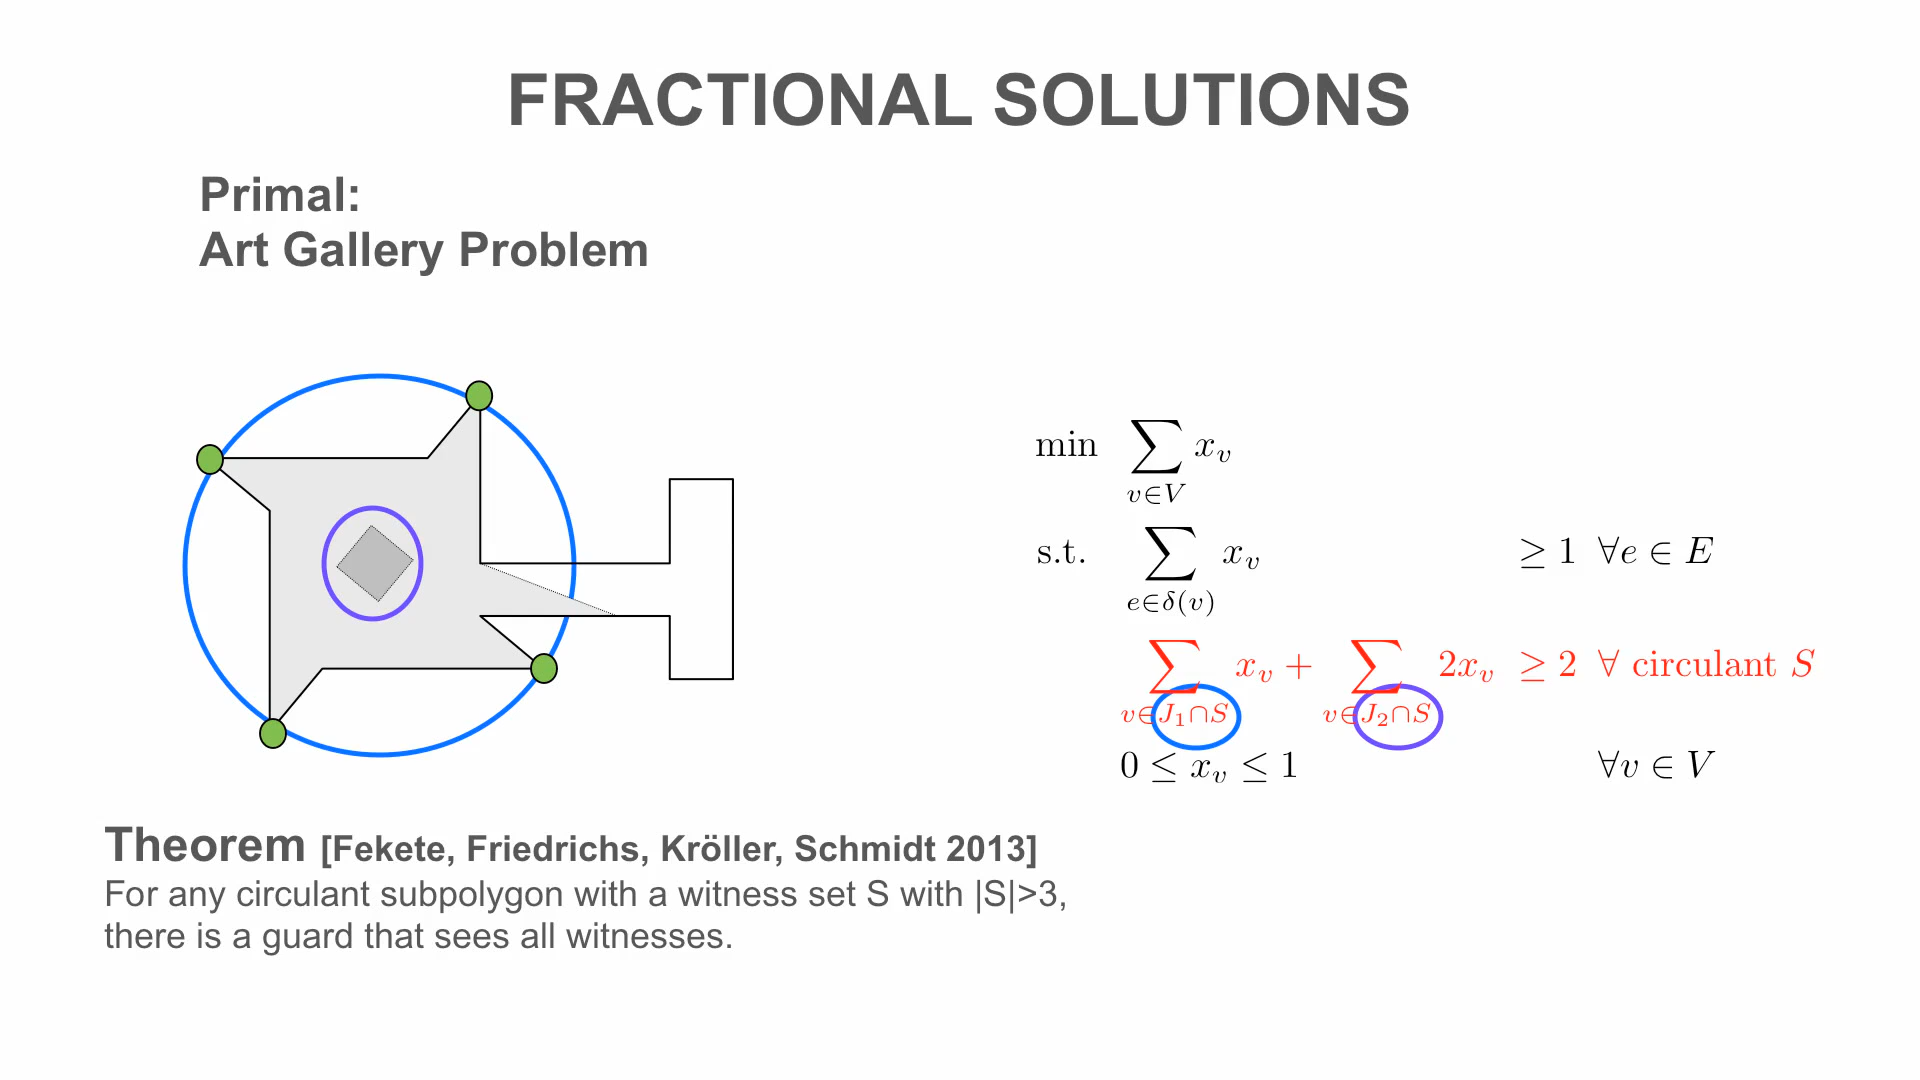 FRACTIONAL SOLUTIONS
Primal:
Art Gallery Problem
min ∑_{v∈V} x_v
s.t. ∑_{e∈δ(v)} x_v ≥ 1 ∀e ∈ E
∑_{v∈J₁∩S} x_v + ∑_{v∈J₂∩S} 2x_v ≥ 2 ∀ circulant S
0 ≤ x_v ≤ 1 ∀v ∈ V
Theorem [Fekete, Friedrichs, Kröller, Schmidt 2013]
For any circulant subpolygon with a witness set S with |S|>3,
there is a guard that sees all witnesses.